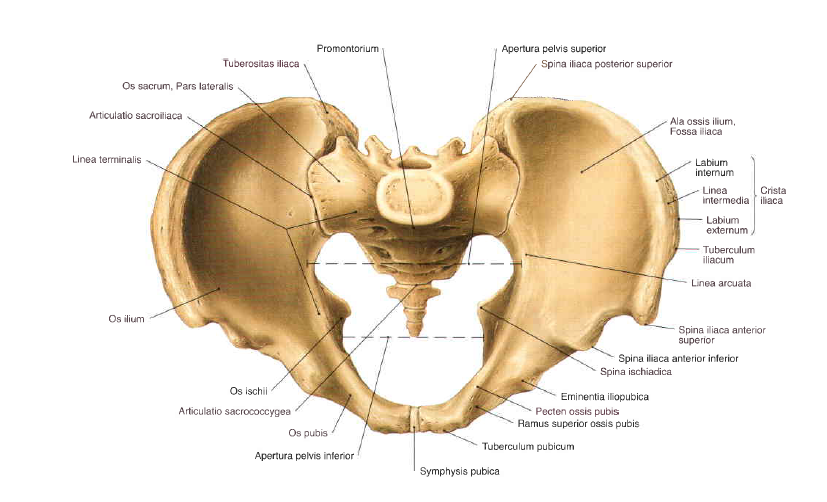 Promontorium
Apertura pelvis superior
Tuberositas iliaca
Spina iliaca posterior superior
Os sacrum, Pars lateralis
Articulatio sacroiliaca
Ala ossis ilium,
Fossa iliaca
Linea terminalis
Labium
internum
Linea
intermedia
Crista
iliaca
Labium
externum
Tuberculum
iliacum
Linea arcuata
Os ilium
Spina iliaca anterior
superior
Spina iliaca anterior inferior
Spina ischiadica
Os ischii
Eminentia iliopubica
Articulatio sacrococcygea
Pecten ossis pubis
Ramus superior ossis pubis
Os pubis
Tuberculum pubicum
Apertura pelvis inferior
Symphysis pubica